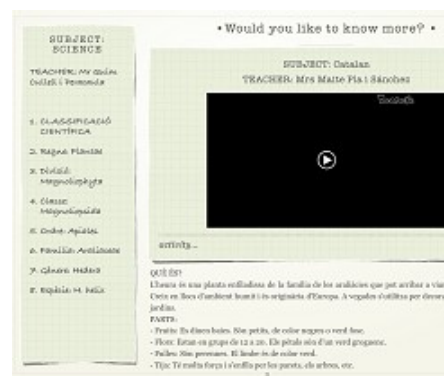 • Would you like to know more? •
SUBJECT:
SCIENCE
TEACHER: Mr Quim
i
1. CLASSIFICACIÓ
CIENTÍFICA
2. Regne: Plantae
3. Divisió:
Magnoliophyta
4. Classe:
Magnoliopsida
5. Ordre: Apiales
6. Família: Araliaceae
7. Gènere: Hedera
8. Espècie: H. helix
SUBJECT: Catalan
TEACHER: Mrs Maite Pla i Sánchez
activity...
QUÈ ÉS?
L'heura és una planta enfiladissa de la família de les araliàcies que pot arribar a
Creix en llocs d'ambient humit i és originària d'Europa. A vegades s'utilitza per
jardins.
PARTS:
- Fruits: Es diuen baies. Són petits, de color negros o verd fosc.
- Flors: Estan en grups de 12 a 20. Els pètals són d'un verd groguenc.
- Fulles: Són perennes. El limbe és de color verd.
- Tija: Té molta força i s'enfila per les parets, els arbres, etc.